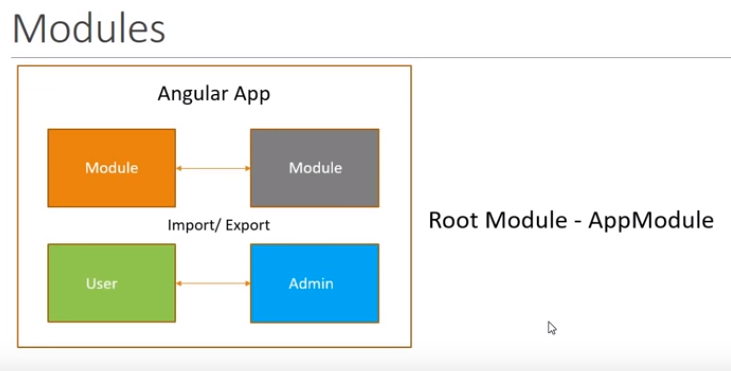 Modules
Angular App
Module
Module
Import/ Export
User
Admin
Root Module - AppModule